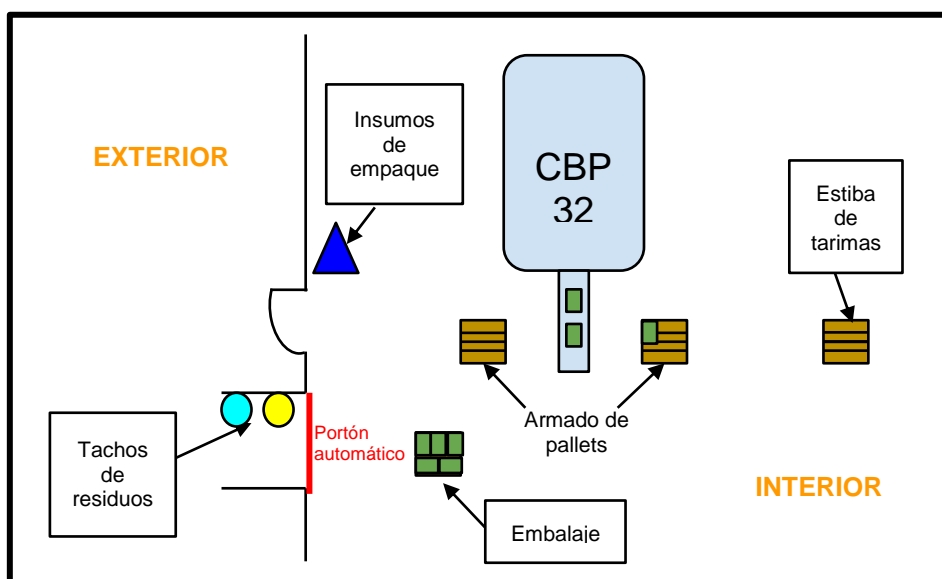 Insumos
de
empaque
EXTERIOR
CBP
32
Estiba
de
tarimas
Armado de
pallets
Portón
automático
Tachos
de
residuos
INTERIOR
Embalaje